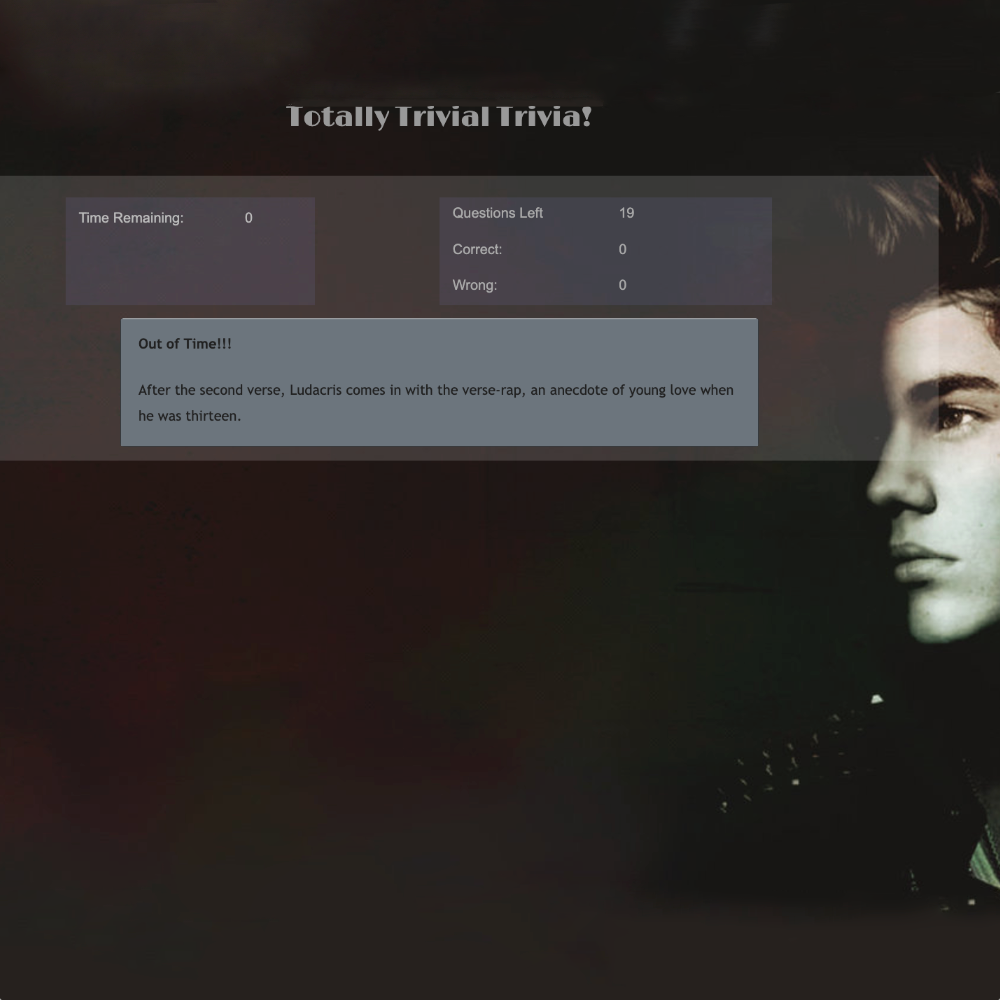 Totally Trivial Trivia!
Time Remaining: 0
Questions Left 19
Correct: 0
Wrong: 0
Out of Time!!!
After the second verse, Ludacris comes in with the verse-rap, an anecdote of young love when
he was thirteen.